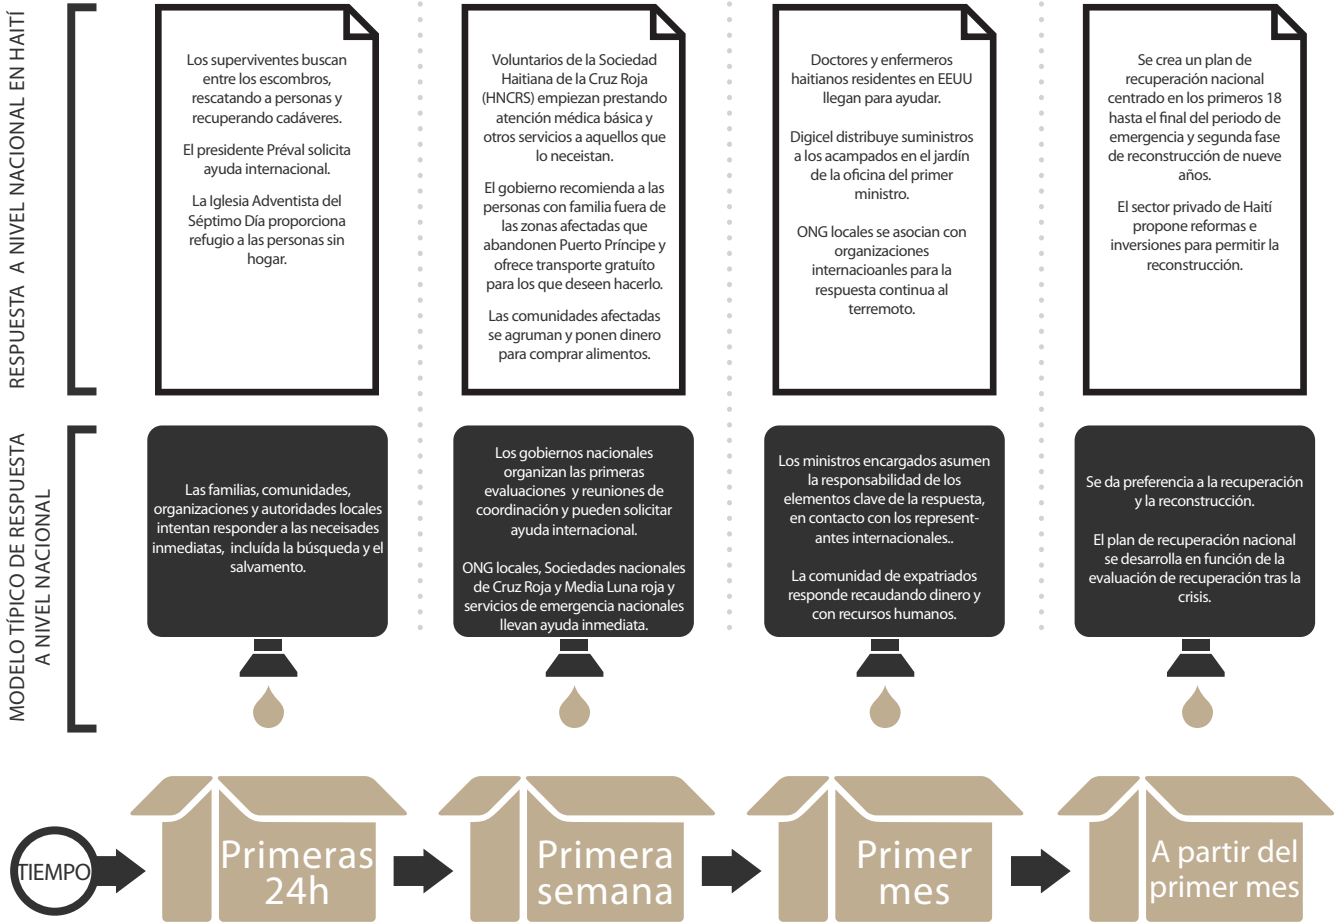 RESPUESTA A NIVEL NACIONAL EN HAITÍ
Los superviventes buscan
entre los escombros,
rescatando a personas y
recuperando cadáveres.
El presidente Préval solicita
ayuda internacional.
La Iglesia Adventista del
Séptimo Día proporciona
refugio a las personas sin
hogar.
Voluntarios de la Sociedad
Haitiana de la Cruz Roja
(HNCRS) empiezan prestando
atención médica básica y
otros servicios a aquellos que
lo neceistan.
El gobierno recomienda a las
personas con familia fuera de
las zonas afectadas que
abandonen Puerto Príncipe y
ofrece transporte gratuíto
para los que deseen hacerlo.
Las comunidades afectadas
se agruman y ponen dinero
para comprar alimentos.
Doctores y enfermeros
haitianos residentes en EEUU
llegan para ayudar.
Digicel distribuye suministros
a los acampados en el jardín
de la oficina del primer
ministro.
ONG locales se asocian con
organizaciones
internacioanles para la
respuesta continua al
terremoto.
Se crea un plan de
recuperación nacional
centrado en los primeros 18
hasta el final del periodo de
emergencia y segunda fase
de reconstrucción de nueve
años.
El sector privado de Haití
propone reformas e
inversiones para permitir la
reconstrucción.
MODELO TÍPICO DE RESPUESTA
A NIVEL NACIONAL
Las familias, comunidades,
organizaciones y autoridades locales
intentan responder a las neceisades
inmediatas, incluída la búsqueda y el
salvamento.
Los gobiernos nacionales
organizan las primeras
evaluaciones y reuniones de
coordinación y pueden solicitar
ayuda internacional.
ONG locales, Sociedades nacionales
de Cruz Roja y Media Luna roja y
servicios de emergencia nacionales
llevan ayuda inmediata.
Los ministros encargados asumen
la responsabilidad de los
elementos clave de la respuesta,
en contacto con los represent-
antes internacionales..
La comunidad de expatriados
responde recaudando dinero y
con recursos humanos.
Se da preferencia a la recuperación
y la reconstrucción.
El plan de recuperación nacional
se desarrolla en función de la
evaluación de recuperación tras la
crisis.
TIEMPO
Primeras
24h
Primera
semana
Primer
mes
A partir del
primer mes